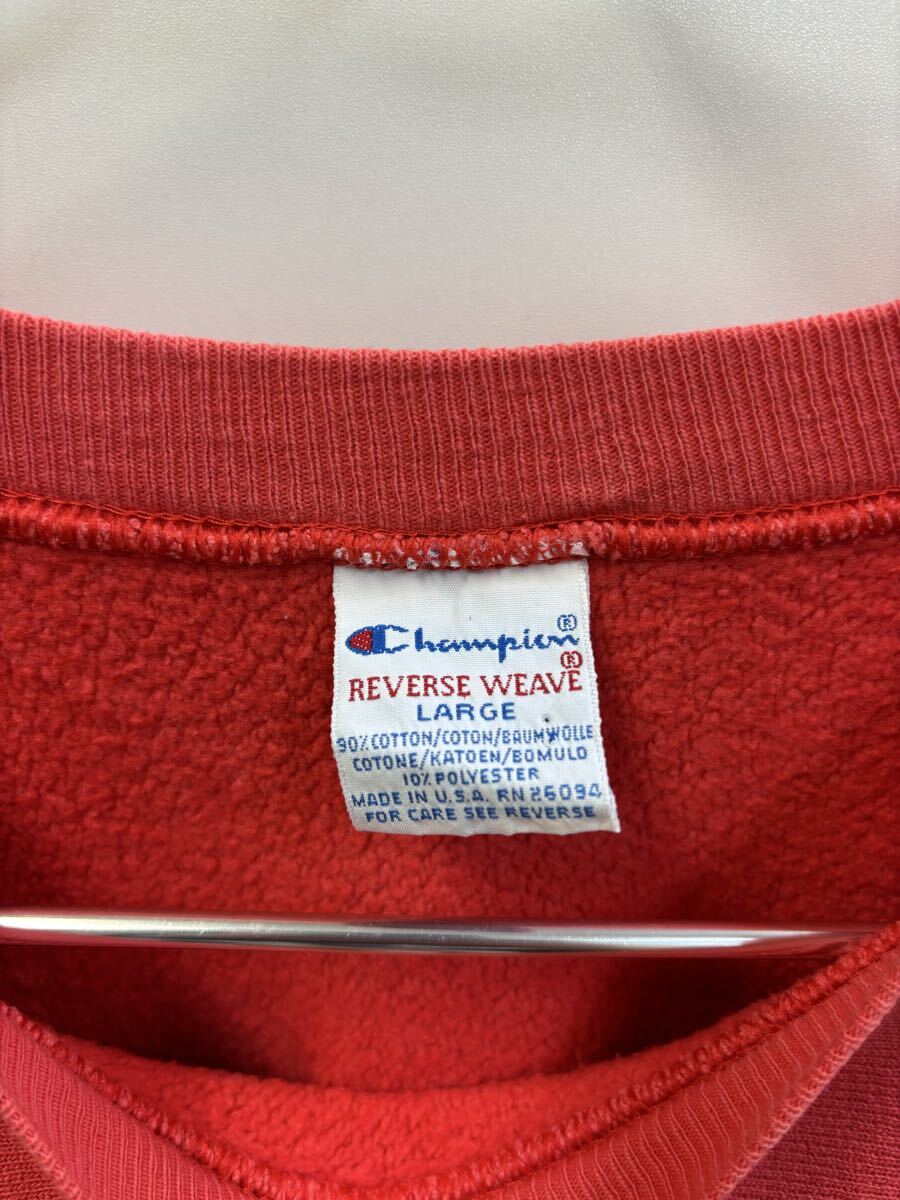 Champion®
REVERSE WEAVE®
LARGE
90% COTTON/COTON/BAUMWOLLE
COTONE/KATOEN/BOMULO
10% POLYESTER
MADE IN U.S.A. RN 26094
FOR CARE SEE REVERSE